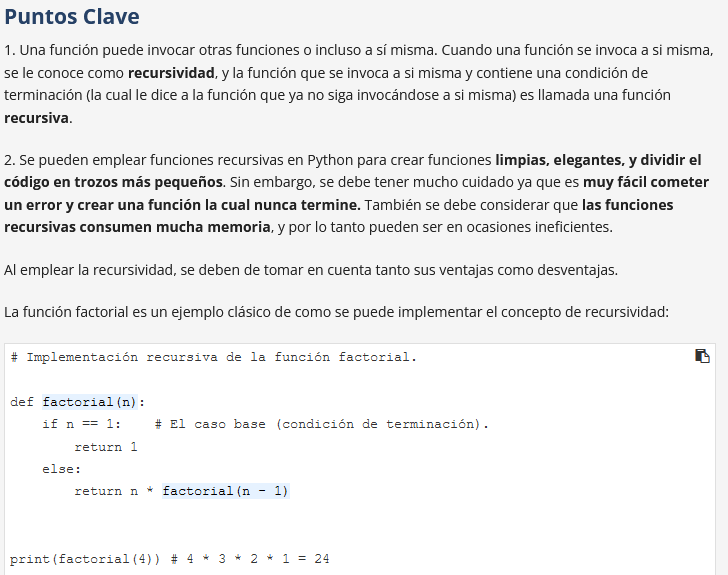 Puntos Clave
1. Una función puede invocar otras funciones o incluso a sí misma. Cuando una función se invoca a si misma,
se le conoce como recursividad, y la función que se invoca a si misma y contiene una condición de
terminación (la cual le dice a la función que ya no siga invocándose a si misma) es llamada una función
recursiva.
2. Se pueden emplear funciones recursivas en Python para crear funciones limpias, elegantes, y dividir el
código en trozos más pequeños. Sin embargo, se debe tener mucho cuidado ya que es muy fácil cometer
un error y crear una función la cual nunca termine. También se debe considerar que las funciones
recursivas consumen mucha memoria, y por lo tanto pueden ser en ocasiones ineficientes.
Al emplear la recursividad, se deben de tomar en cuenta tanto sus ventajas como desventajas.
La función factorial es un ejemplo clásico de como se puede implementar el concepto de recursividad:
# Implementación recursiva de la función factorial.
def factorial(n):
    if n == 1:    # El caso base (condición de terminación).
        return 1
    else:
        return n * factorial(n - 1)
print(factorial(4)) # 4 * 3 * 2 * 1 = 24